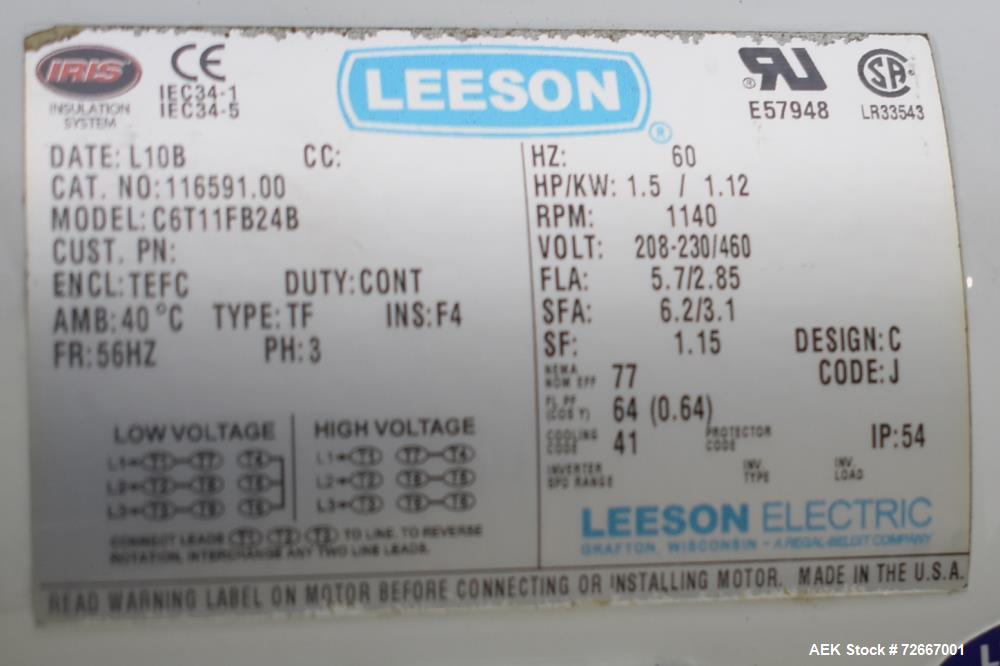 IRIS
INSULATION
SYSTEM
CE
IEC34-1
IEC34-5
LEESON
®
® RU
E57948
SA
LR33543
DATE: L10B CC:
CAT. NO:116591.00
MODEL: C6T11FB24B
CUST. PN:
ENCL:TEFC DUTY:CONT
AMB:40°C TYPE:TF INS:F4
FR:56HZ PH:3
HZ: 60
HP/KW: 1.5 / 1.12
RPM: 1140
VOLT: 208-230/460
FLA: 5.7/2.85
SFA: 6.2/3.1
SF: 1.15 DESIGN:C
NEMA
NOM EFF 77 CODE:J
FL PF
(COS Y) 64 (0.64)
COOLING
CODE 41 PROTECTOR
CODE IP:54
INVERTER
SPD RANGE INV.
TYPE INV.
LOAD
LOW VOLTAGE HIGH VOLTAGE
L1 T1 T7 T4 L1 T1 T7 T4
L2 T2 T8 T5 L2 T2 T8 T5
L3 T3 T9 T6 L3 T3 T9 T6
CONNECT LEADS T1 T2 T3 TO LINE. TO REVERSE
ROTATION, INTERCHANGE ANY TWO LINE LEADS.
LEESON ELECTRIC
GRAFTON, WISCONSIN - A REGAL-BELOIT COMPANY
READ WARNING LABEL ON MOTOR BEFORE CONNECTING OR INSTALLING MOTOR. MADE IN THE U.S.A.
AEK Stock # 72667001